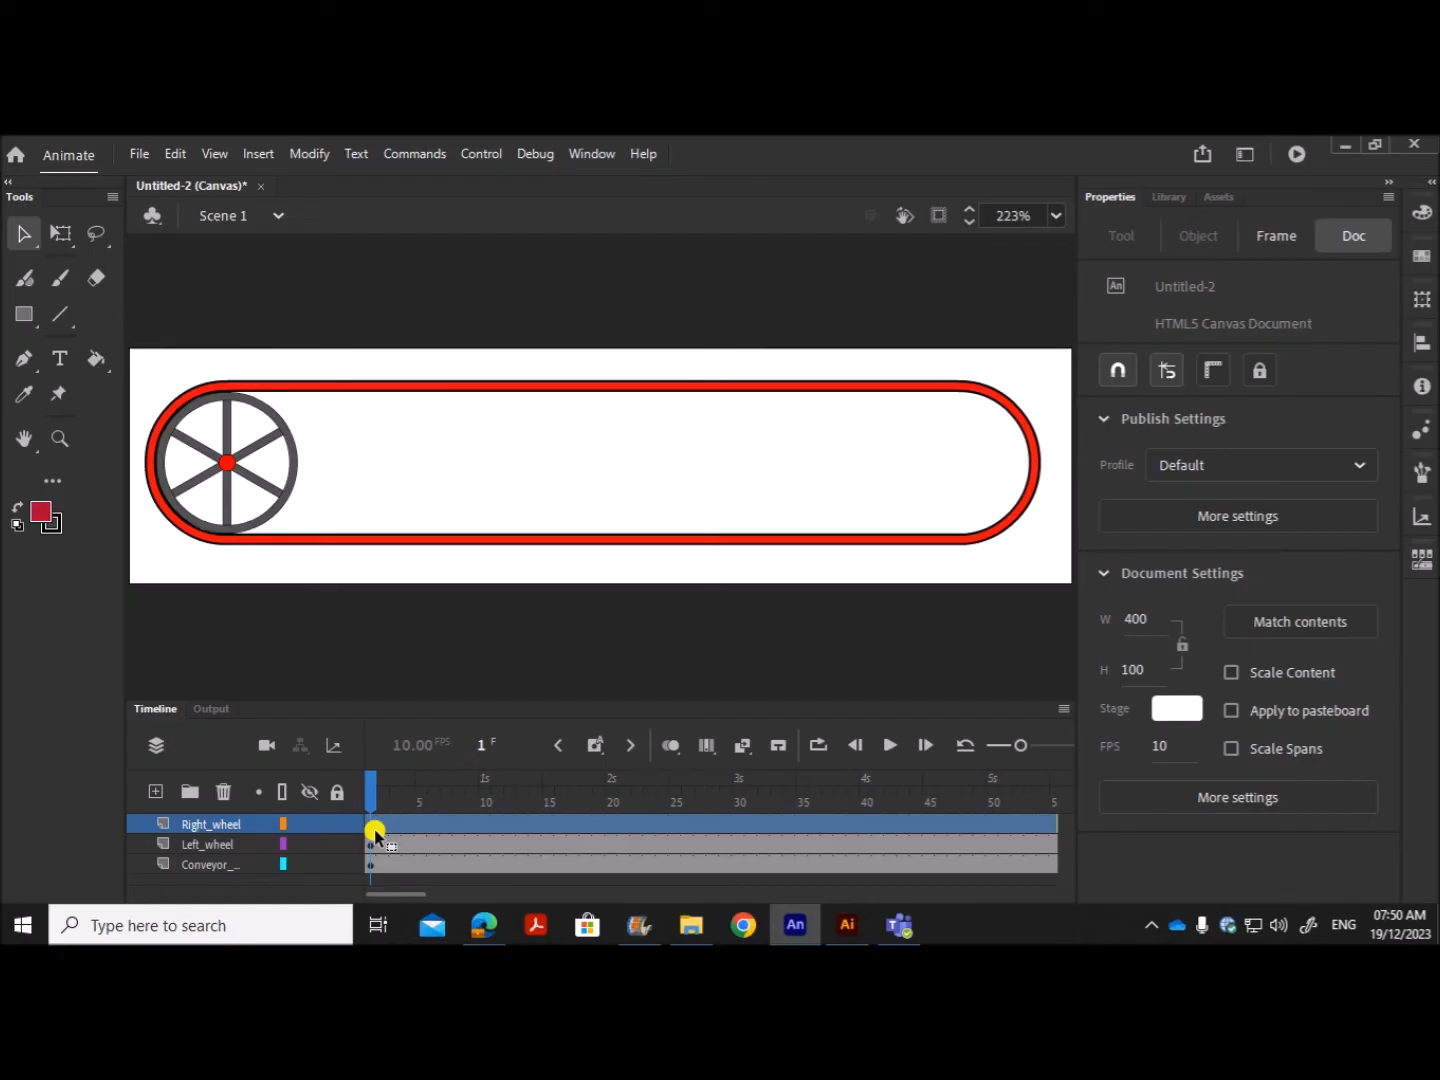 Animate File Edit View Insert Modify Text Commands Control Debug Window Help
Tools Untitled-2 (Canvas)* × Properties Library Assets
Scene 1 223%
Tool Object Frame Doc
An Untitled-2
HTML5 Canvas Document
Publish Settings
Profile Default
More settings
Document Settings
W 400 Match contents
H 100 Scale Content
Stage Apply to pasteboard
FPS 10 Scale Spans
More settings
Timeline Output
10.00 FPS 1 F
1s 2s 3s 4s 5s
5 10 15 20 25 30 35 40 45 50 5
Right_wheel
Left_wheel
Conveyor_...
Type here to search An Ai ENG 07:50 AM
19/12/2023